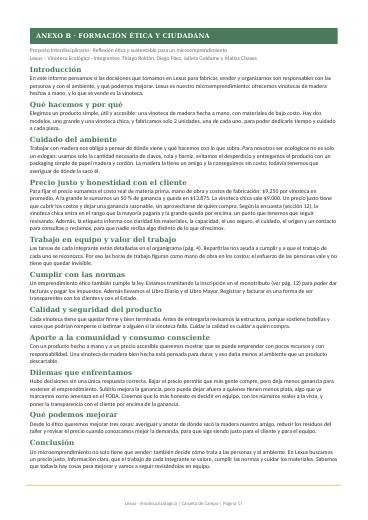 ANEXO B · FORMACIÓN ÉTICA Y CIUDADANA
Proyecto Interdisciplinario · Reflexión ética y sustentable para un microemprendimiento
Lexus – Vinoteca Ecológica · Integrantes: Thiago Roldán, Diego Páez, Julieta Galdame y Matías Chaves
Introducción
En este informe pensamos si las decisiones que tomamos en Lexus para fabricar, vender y organizarnos son responsables con las
personas y con el ambiente, y qué podemos mejorar. Lexus es nuestro microemprendimiento: ofrecemos vinotecas de madera
hechas a mano, y lo que se vende es la vinoteca.
Qué hacemos y por qué
Elegimos un producto simple, útil y accesible: una vinoteca de madera hecha a mano, con materiales de bajo costo. Hay dos
modelos, uno grande y una vinoteca chica, y fabricamos solo 2 unidades, una de cada una, para poder dedicarle tiempo y cuidado
a cada pieza.
Cuidado del ambiente
Trabajar con madera nos obliga a pensar de dónde viene y qué hacemos con lo que sobra. Para nosotros ser ecológicos no es solo
un eslogan: usamos solo la cantidad necesaria de clavos, cola y barniz, evitamos el desperdicio y entregamos el producto con un
packaging simple de papel madera y cordón. La madera la tiene un amigo y la conseguimos sin costo; todavía tenemos que
averiguar de dónde la sacó él.
Precio justo y honestidad con el cliente
Para fijar el precio sumamos el costo real de materia prima, mano de obra y costos de fabricación: $9.250 por vinoteca en
promedio. A la grande le sumamos un 50 % de ganancia y queda en $13.875. La vinoteca chica vale $9.000. Un precio justo tiene
que cubrir los costos y dejar una ganancia razonable, sin aprovecharse de quien compra. Según la encuesta (sección 12), la
vinoteca chica entra en el rango que la mayoría pagaría y la grande queda por encima, un punto que tenemos que seguir
revisando. Además, la etiqueta informa con claridad los materiales, la capacidad, el uso seguro, el cuidado, el origen y un contacto
para consultas o reclamos, para que nadie reciba algo distinto de lo que ofrecemos.
Trabajo en equipo y valor del trabajo
Las tareas de cada integrante están detalladas en el organigrama (pág. 4). Repartirlas nos ayuda a cumplir y a que el trabajo de
cada uno se reconozca. Por eso las horas de trabajo figuran como mano de obra en los costos: el esfuerzo de las personas vale y no
tiene que quedar invisible.
Cumplir con las normas
Un emprendimiento ético también cumple la ley. Estamos tramitando la inscripción en el monotributo (ver pág. 12) para poder dar
facturas y pagar los impuestos. Además llevamos el Libro Diario y el Libro Mayor. Registrar y facturar es una forma de ser
transparentes con los clientes y con el Estado.
Calidad y seguridad del producto
Cada vinoteca tiene que quedar firme y bien terminada. Antes de entregarla revisamos la estructura, porque sostiene botellas y
vasos que podrían romperse o lastimar a alguien si la vinoteca falla. Cuidar la calidad es cuidar a quien compra.
Aporte a la comunidad y consumo consciente
Con un producto hecho a mano y a un precio accesible queremos mostrar que se puede emprender con pocos recursos y con
responsabilidad. Una vinoteca de madera bien hecha está pensada para durar, y eso daña menos al ambiente que un producto
descartable.
Dilemas que enfrentamos
Hubo decisiones sin una única respuesta correcta. Bajar el precio permite que más gente compre, pero deja menos ganancia para
sostener el emprendimiento. Subirlo mejora la ganancia, pero puede dejar afuera a quienes tienen menos plata, algo que ya
marcamos como amenaza en el FODA. Creemos que lo más honesto es decidir en equipo, con los números reales a la vista, y
poner la transparencia con el cliente por encima de la ganancia.
Qué podemos mejorar
Desde lo ético queremos mejorar tres cosas: averiguar y anotar de dónde sacó la madera nuestro amigo, reducir los residuos del
taller y revisar el precio cuando conozcamos mejor la demanda, para que siga siendo justo para el cliente y para el equipo.
Conclusión
Un microemprendimiento no solo tiene que vender: también decide cómo trata a las personas y al ambiente. En Lexus buscamos
un precio justo, información clara, que el trabajo de cada integrante se valore, cumplir las normas y cuidar los materiales. Sabemos
que todavía hay cosas para mejorar y vamos a seguir revisándolas en equipo.
Lexus · Vinoteca Ecológica | Carpeta de Campo | Página 17